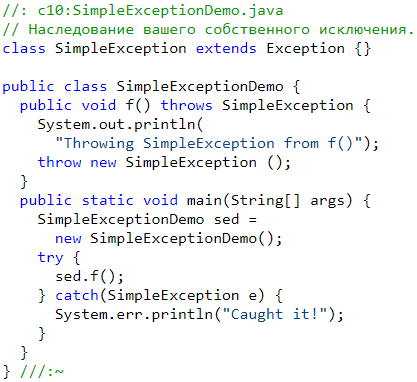 //: c10:SimpleExceptionDemo.java
// Наследование вашего собственного исключения.
class SimpleException extends Exception {}

public class SimpleExceptionDemo {
  public void f() throws SimpleException {
    System.out.println(
      "Throwing SimpleException from f()");
    throw new SimpleException ();
  }
  public static void main(String[] args) {
    SimpleExceptionDemo sed =
      new SimpleExceptionDemo();
    try {
      sed.f();
    } catch(SimpleException e) {
      System.err.println("Caught it!");
    }
  }
} ///:~